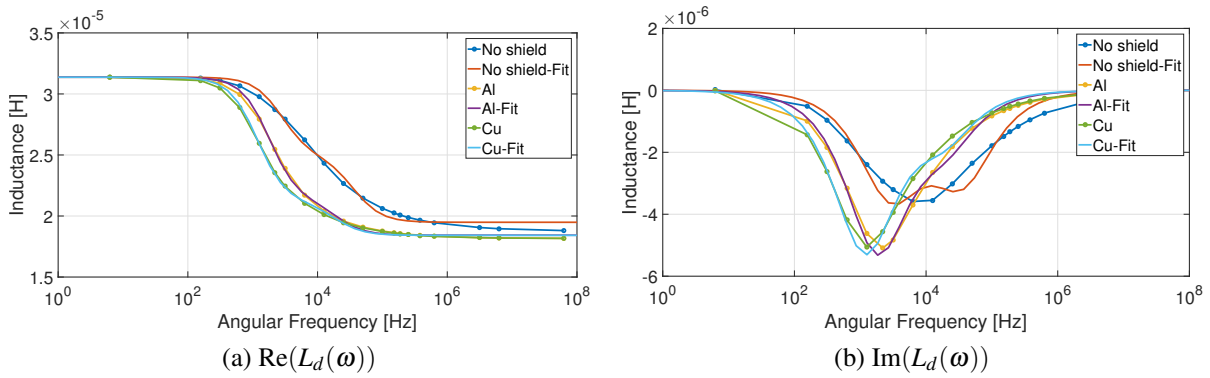 ×10⁻⁵
3.5
3
2.5
2
1.5
Inductance [H]
10⁰ 10² 10⁴ 10⁶ 10⁸
Angular Frequency [Hz]
No shield
No shield-Fit
Al
Al-Fit
Cu
Cu-Fit
(a) Re(L_d(ω))
×10⁻⁶
2
0
-2
-4
-6
Inductance [H]
10⁰ 10² 10⁴ 10⁶ 10⁸
Angular Frequency [Hz]
No shield
No shield-Fit
Al
Al-Fit
Cu
Cu-Fit
(b) Im(L_d(ω))